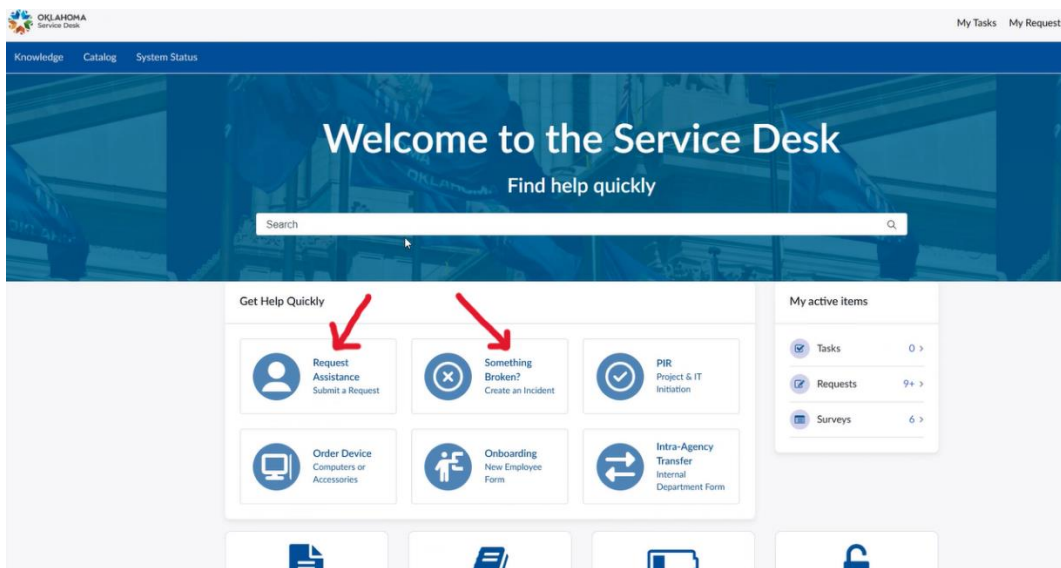 OKLAHOMA
Service Desk
My Tasks My Request
Knowledge Catalog System Status
Welcome to the Service Desk
Find help quickly
Search
Get Help Quickly
Request
Assistance
Submit a Request
Something
Broken?
Create an Incident
PIR
Project & IT
Initiation
Order Device
Computers or
Accessories
Onboarding
New Employee
Form
Intra-Agency
Transfer
Internal
Department Form
My active items
Tasks 0 >
Requests 9+ >
Surveys 6 >